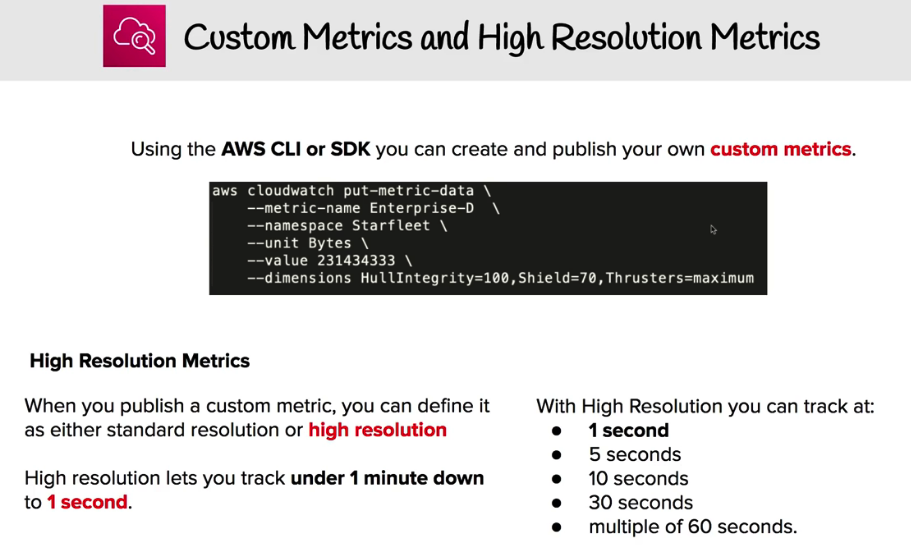 Custom Metrics and High Resolution Metrics
Using the AWS CLI or SDK you can create and publish your own custom metrics.
aws cloudwatch put-metric-data \
--metric-name Enterprise-D \
--namespace Starfleet \
--unit Bytes \
--value 231434333 \
--dimensions HullIntegrity=100,Shield=70,Thrusters=maximum
High Resolution Metrics
When you publish a custom metric, you can define it
as either standard resolution or high resolution
High resolution lets you track under 1 minute down
to 1 second.
With High Resolution you can track at:
● 1 second
● 5 seconds
● 10 seconds
● 30 seconds
● multiple of 60 seconds.